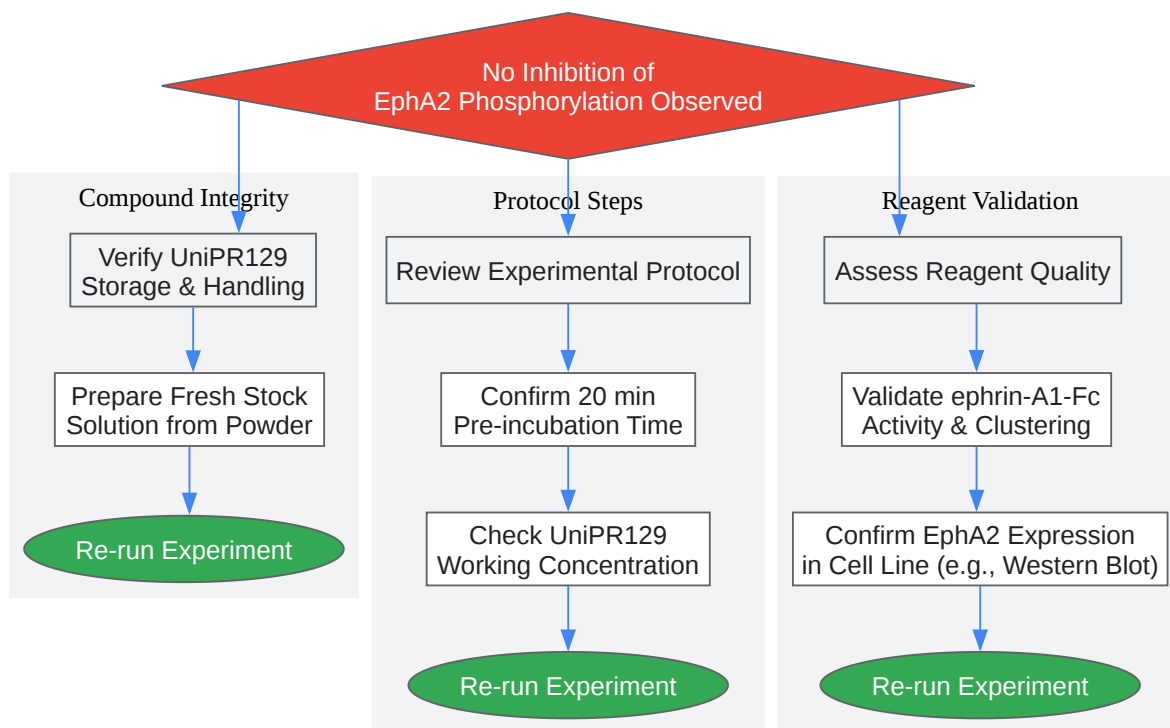 No Inhibition of
EphA2 Phosphorylation Observed
Compound Integrity
Verify UniPR129
Storage & Handling
Prepare Fresh Stock
Solution from Powder
Re-run Experiment
Protocol Steps
Review Experimental Protocol
Confirm 20 min
Pre-incubation Time
Check UniPR129
Working Concentration
Re-run Experiment
Reagent Validation
Assess Reagent Quality
Validate ephrin-A1-Fc
Activity & Clustering
Confirm EphA2 Expression
in Cell Line (e.g., Western Blot)
Re-run Experiment